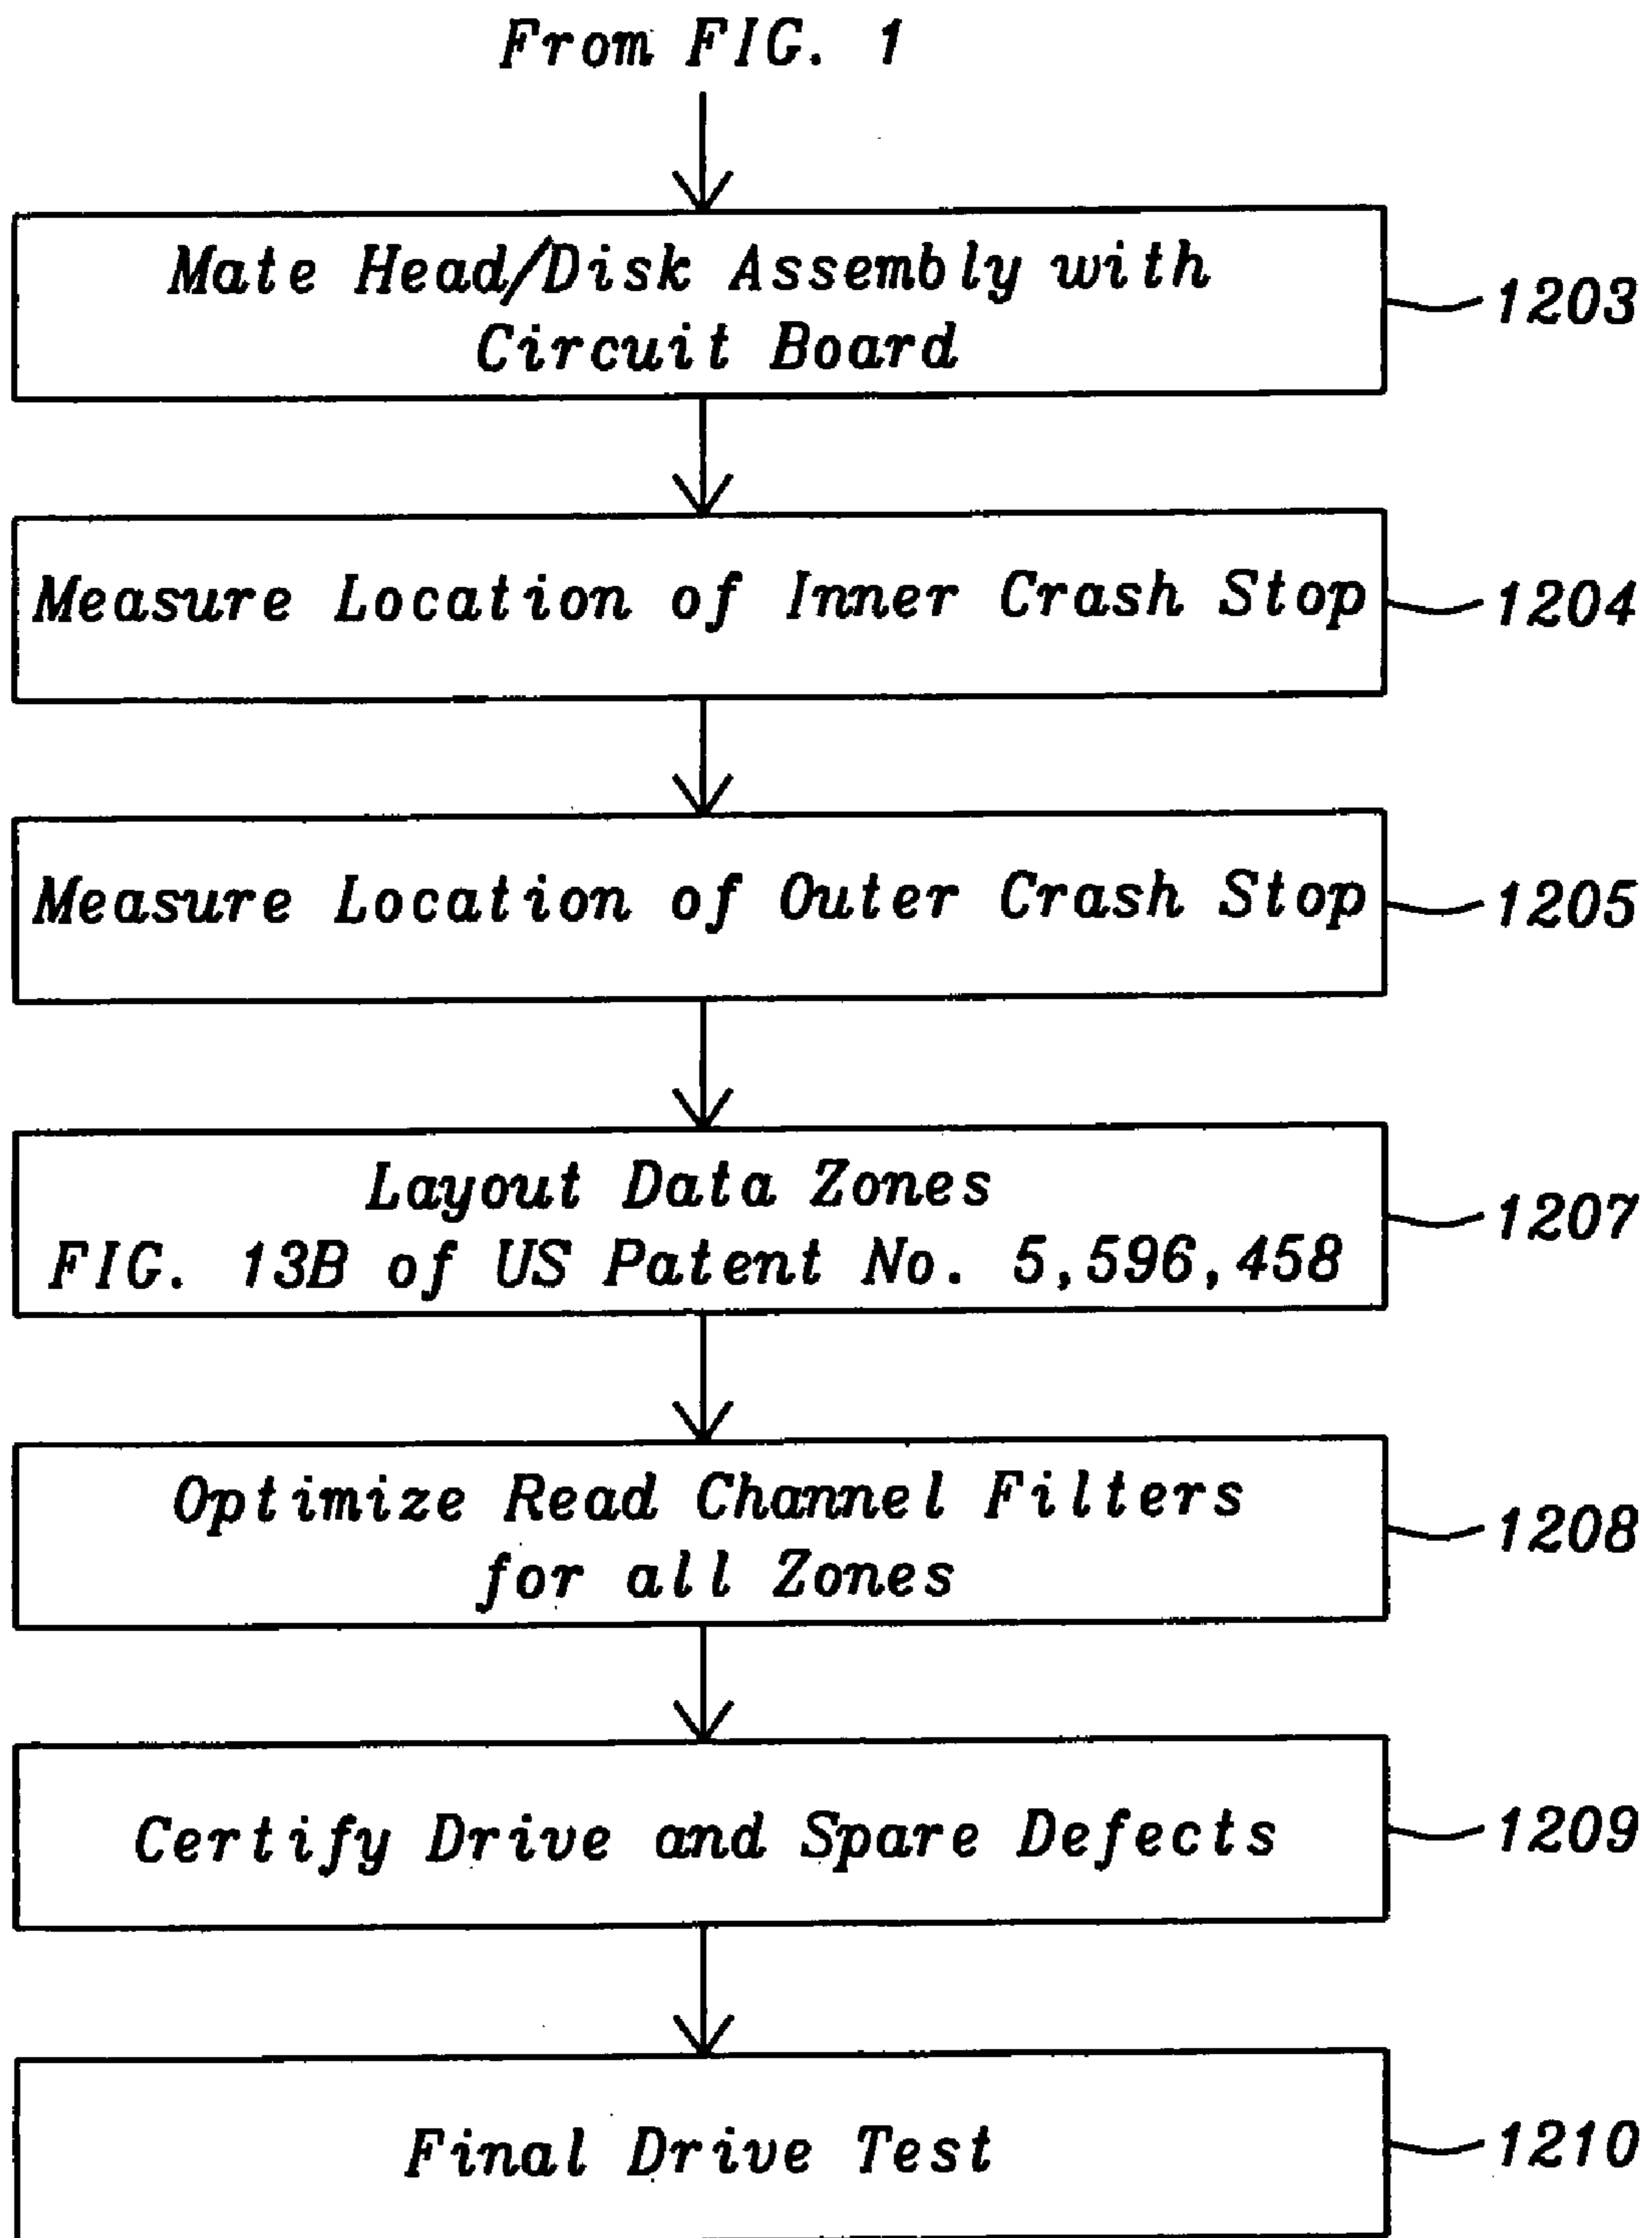 From FIG. 1
Mate Head/Disk Assembly with
Circuit Board
1203
Measure Location of Inner Crash Stop
1204
Measure Location of Outer Crash Stop
1205
Layout Data Zones
FIG. 13B of US Patent No. 5,596,458
1207
Optimize Read Channel Filters
for all Zones
1208
Certify Drive and Spare Defects
1209
Final Drive Test
1210